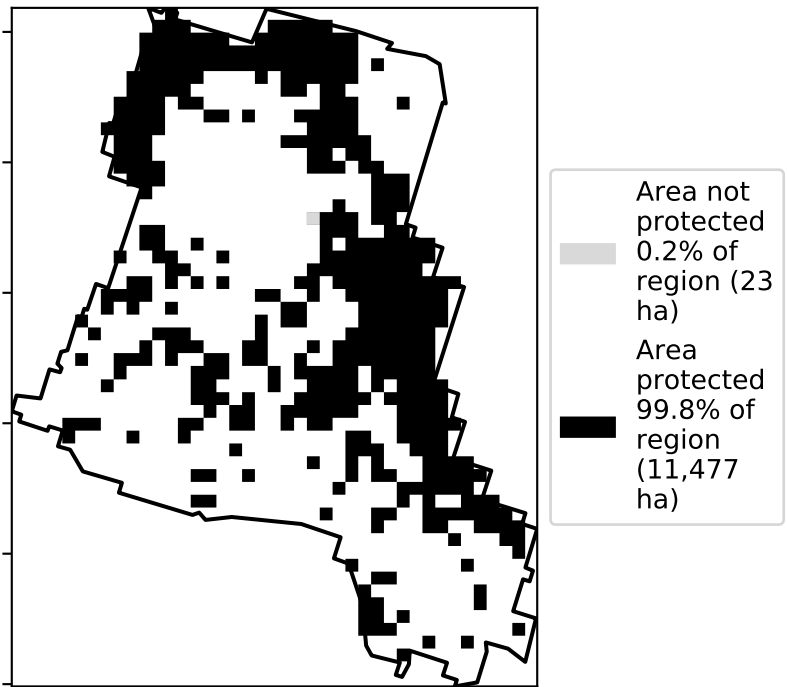 Area not
protected
0.2% of
region (23
ha)
Area
protected
99.8% of
region
(11,477
ha)